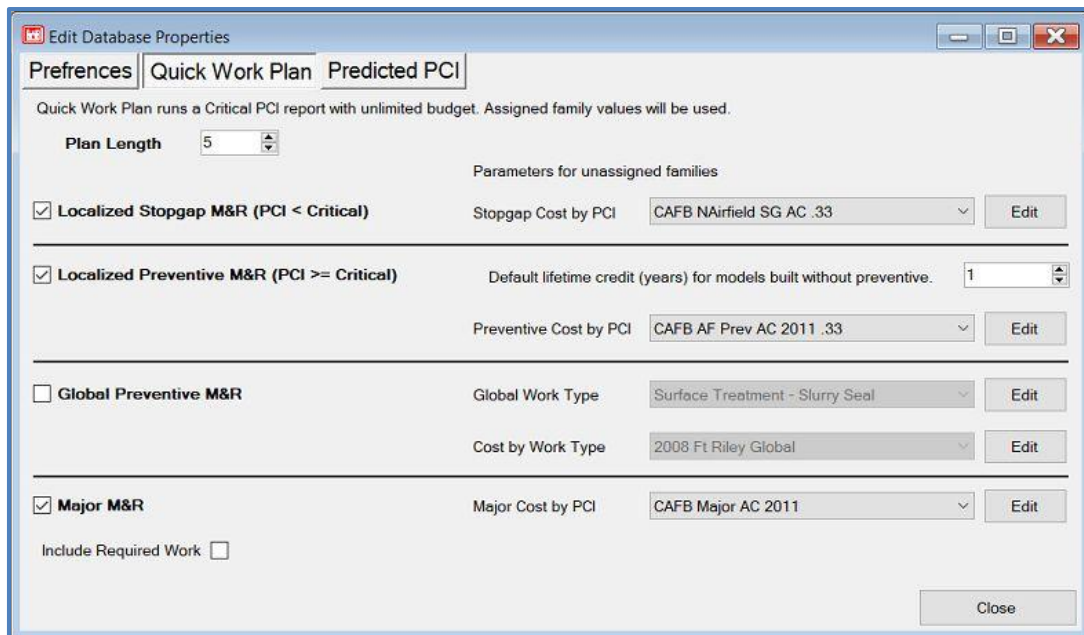 Edit Database Properties
Prefrences Quick Work Plan Predicted PCI
Quick Work Plan runs a Critical PCI report with unlimited budget. Assigned family values will be used.
Plan Length 5
Parameters for unassigned families
Localized Stopgap M&R (PCI < Critical) Stopgap Cost by PCI CAFB NAirfield SG AC .33 Edit
Localized Preventive M&R (PCI >= Critical) Default lifetime credit (years) for models built without preventive. 1
Preventive Cost by PCI CAFB AF Prev AC 2011 .33 Edit
Global Preventive M&R Global Work Type Surface Treatment - Slurry Seal Edit
Cost by Work Type 2008 Ft Riley Global Edit
Major M&R Major Cost by PCI CAFB Major AC 2011 Edit
Include Required Work
Close